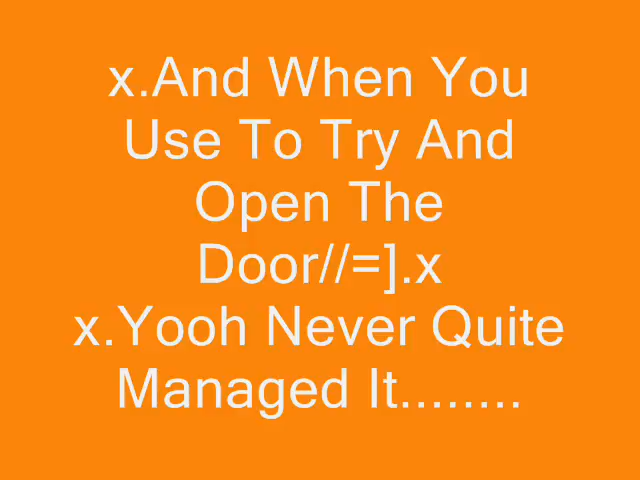 x.And When You
Use To Try And
Open The
Door//=].x
x.Yooh Never Quite
Managed It........